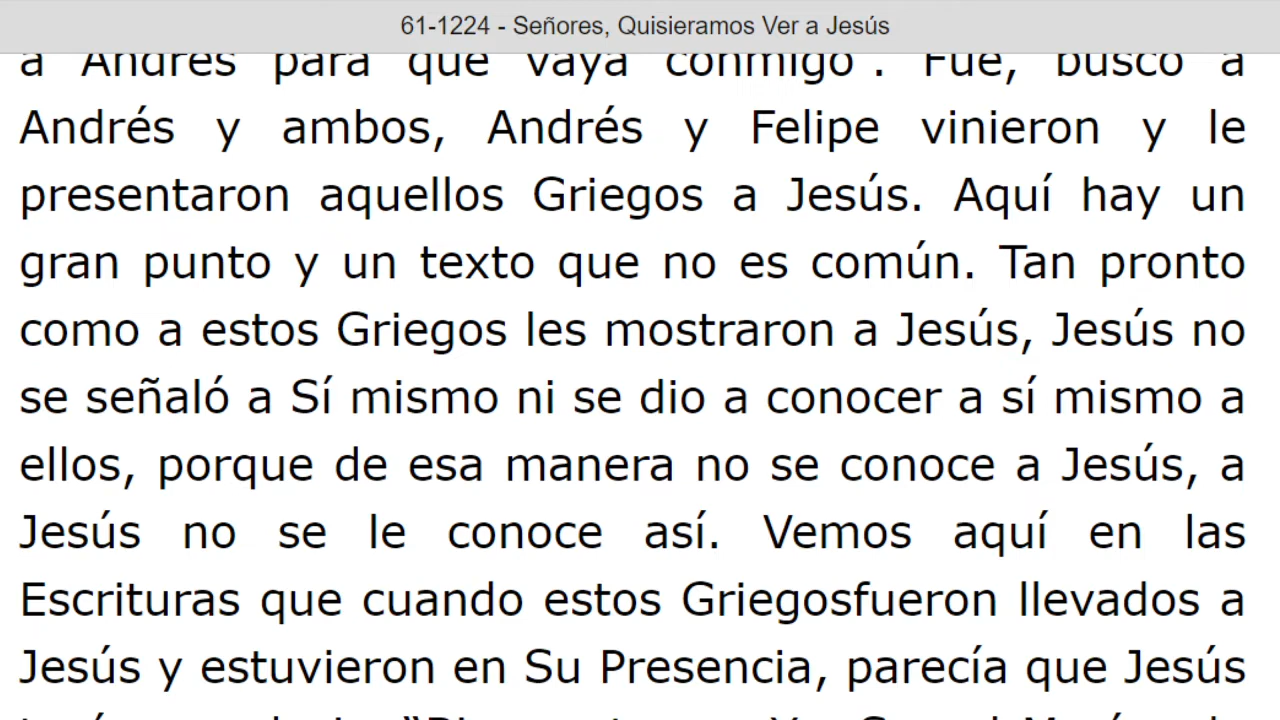 61-1224 - Señores, Quisieramos Ver a Jesús
a Andrés para que vaya conmigo". Fue, buscó a
Andrés y ambos, Andrés y Felipe vinieron y le
presentaron aquellos Griegos a Jesús. Aquí hay un
gran punto y un texto que no es común. Tan pronto
como a estos Griegos les mostraron a Jesús, Jesús no
se señaló a Sí mismo ni se dio a conocer a sí mismo a
ellos, porque de esa manera no se conoce a Jesús, a
Jesús no se le conoce así. Vemos aquí en las
Escrituras que cuando estos Griegosfueron llevados a
Jesús y estuvieron en Su Presencia, parecía que Jesús